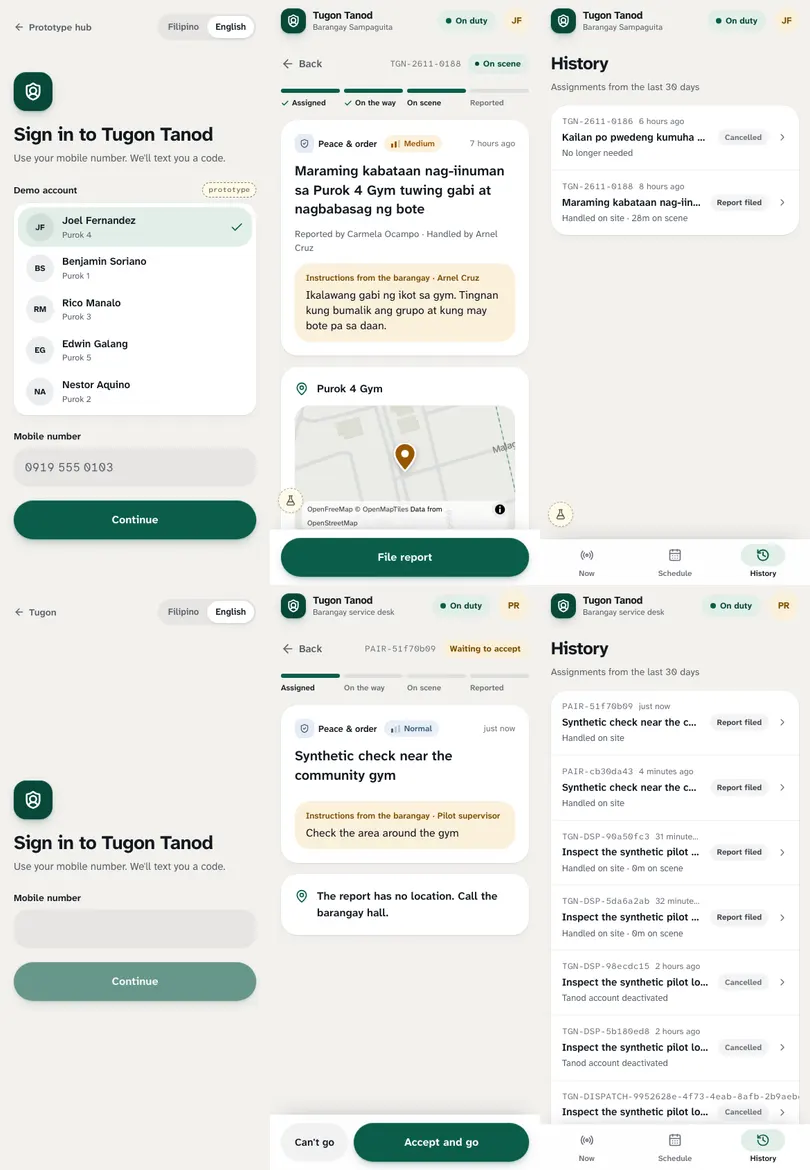 Prototype hub
Filipino
English
Sign in to Tugon Tanod
Use your mobile number. We'll text you a code.
Demo account
prototype
JF
Joel Fernandez
Purok 4
BS
Benjamin Soriano
Purok 1
RM
Rico Manalo
Purok 3
EG
Edwin Galang
Purok 5
NA
Nestor Aquino
Purok 2
Mobile number
0919 555 0103
Continue
Tugon Tanod
Barangay Sampaguita
On duty
JF
Back
TGN-2611-0188
On scene
Assigned
On the way
On scene
Reported
Peace & order
Medium
7 hours ago
Maraming kabataan nag-iinuman
sa Purok 4 Gym tuwing gabi at
nagbabasag ng bote
Reported by Carmela Ocampo · Handled by Arnel
Cruz
Instructions from the barangay · Arnel Cruz
Ikalawang gabi ng ikot sa gym. Tingnan
kung bumalik ang grupo at kung may
bote pa sa daan.
Purok 4 Gym
OpenFreeMap © OpenMapTiles Data from
OpenStreetMap
File report
Tugon Tanod
Barangay Sampaguita
On duty
JF
History
Assignments from the last 30 days
TGN-2611-0186 6 hours ago
Kailan po pwedeng kumuha ...
Cancelled
No longer needed
TGN-2611-0188 8 hours ago
Maraming kabataan nag-iin...
Report filed
Handled on site · 28m on scene
Now
Schedule
History
Tugon
Filipino
English
Sign in to Tugon Tanod
Use your mobile number. We'll text you a code.
Mobile number
Continue
Tugon Tanod
Barangay service desk
On duty
PR
Back
PAIR-51f70b09
Waiting to accept
Assigned
On the way
On scene
Reported
Peace & order
Normal
just now
Synthetic check near the
community gym
Instructions from the barangay · Pilot supervisor
Check the area around the gym
The report has no location. Call the
barangay hall.
Can't go
Accept and go
Tugon Tanod
Barangay service desk
On duty
PR
History
Assignments from the last 30 days
PAIR-51f70b09 just now
Synthetic check near the c...
Report filed
Handled on site
PAIR-cb30da43 4 minutes ago
Synthetic check near the c...
Report filed
Handled on site
TGN-DSP-90a50fc3 31 minute...
Inspect the synthetic pilot ...
Report filed
Handled on site · 0m on scene
TGN-DSP-5da6a2ab 32 minute...
Inspect the synthetic pilot ...
Report filed
Handled on site · 0m on scene
TGN-DSP-98ecdc15 2 hours ago
Inspect the synthetic pilot lo...
Cancelled
Tanod account deactivated
TGN-DSP-5b180ed8 2 hours ago
Inspect the synthetic pilot lo...
Cancelled
Tanod account deactivated
TGN-DISPATCH-9952628e-4f73-4eab-8afb-2b9aeb
Inspect the synthetic pilot lo...
Cancelled
Now
Schedule
History